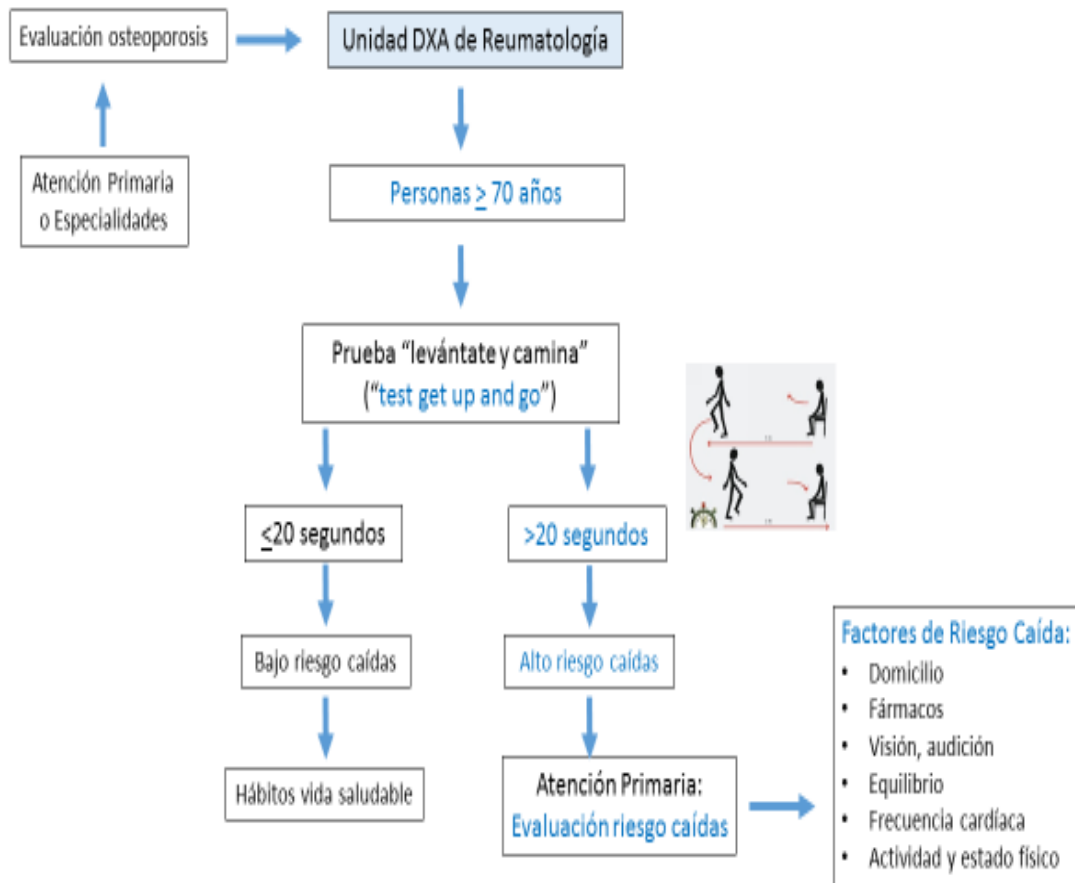 Evaluación osteoporosis
Unidad DXA de Reumatología
Atención Primaria
o Especialidades
Personas ≥ 70 años
Prueba “levántate y camina”
(“test get up and go”)
≤20 segundos
>20 segundos
Bajo riesgo caídas
Alto riesgo caídas
Hábitos vida saludable
Atención Primaria:
Evaluación riesgo caídas
Factores de Riesgo Caída:
• Domicilio
• Fármacos
• Visión, audición
• Equilibrio
• Frecuencia cardíaca
• Actividad y estado físico